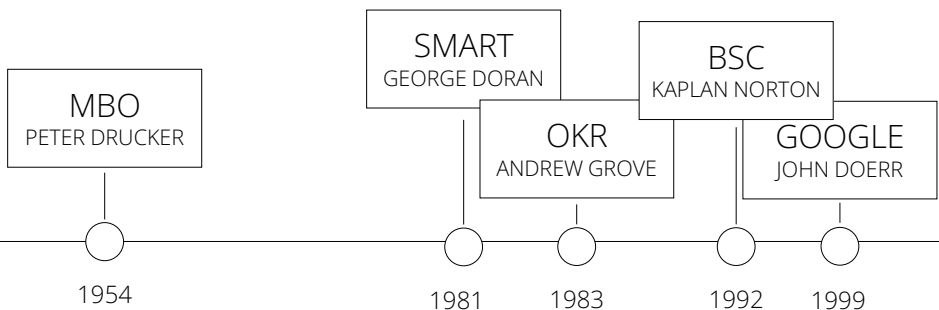 MBO
PETER DRUCKER
SMART
GEORGE DORAN
OKR
ANDREW GROVE
BSC
KAPLAN NORTON
GOOGLE
JOHN DOERR
1954
1981
1983
1992
1999